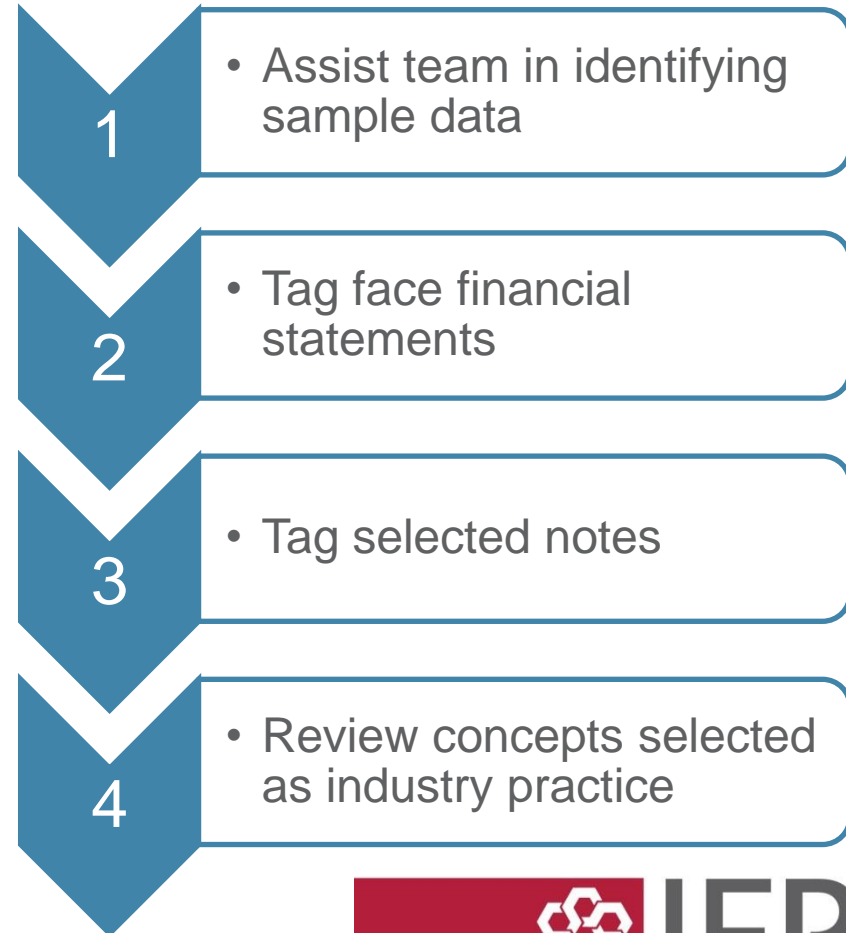 1
• Assist team in identifying
sample data
2
• Tag face financial
statements
3
• Tag selected notes
4
• Review concepts selected
as industry practice